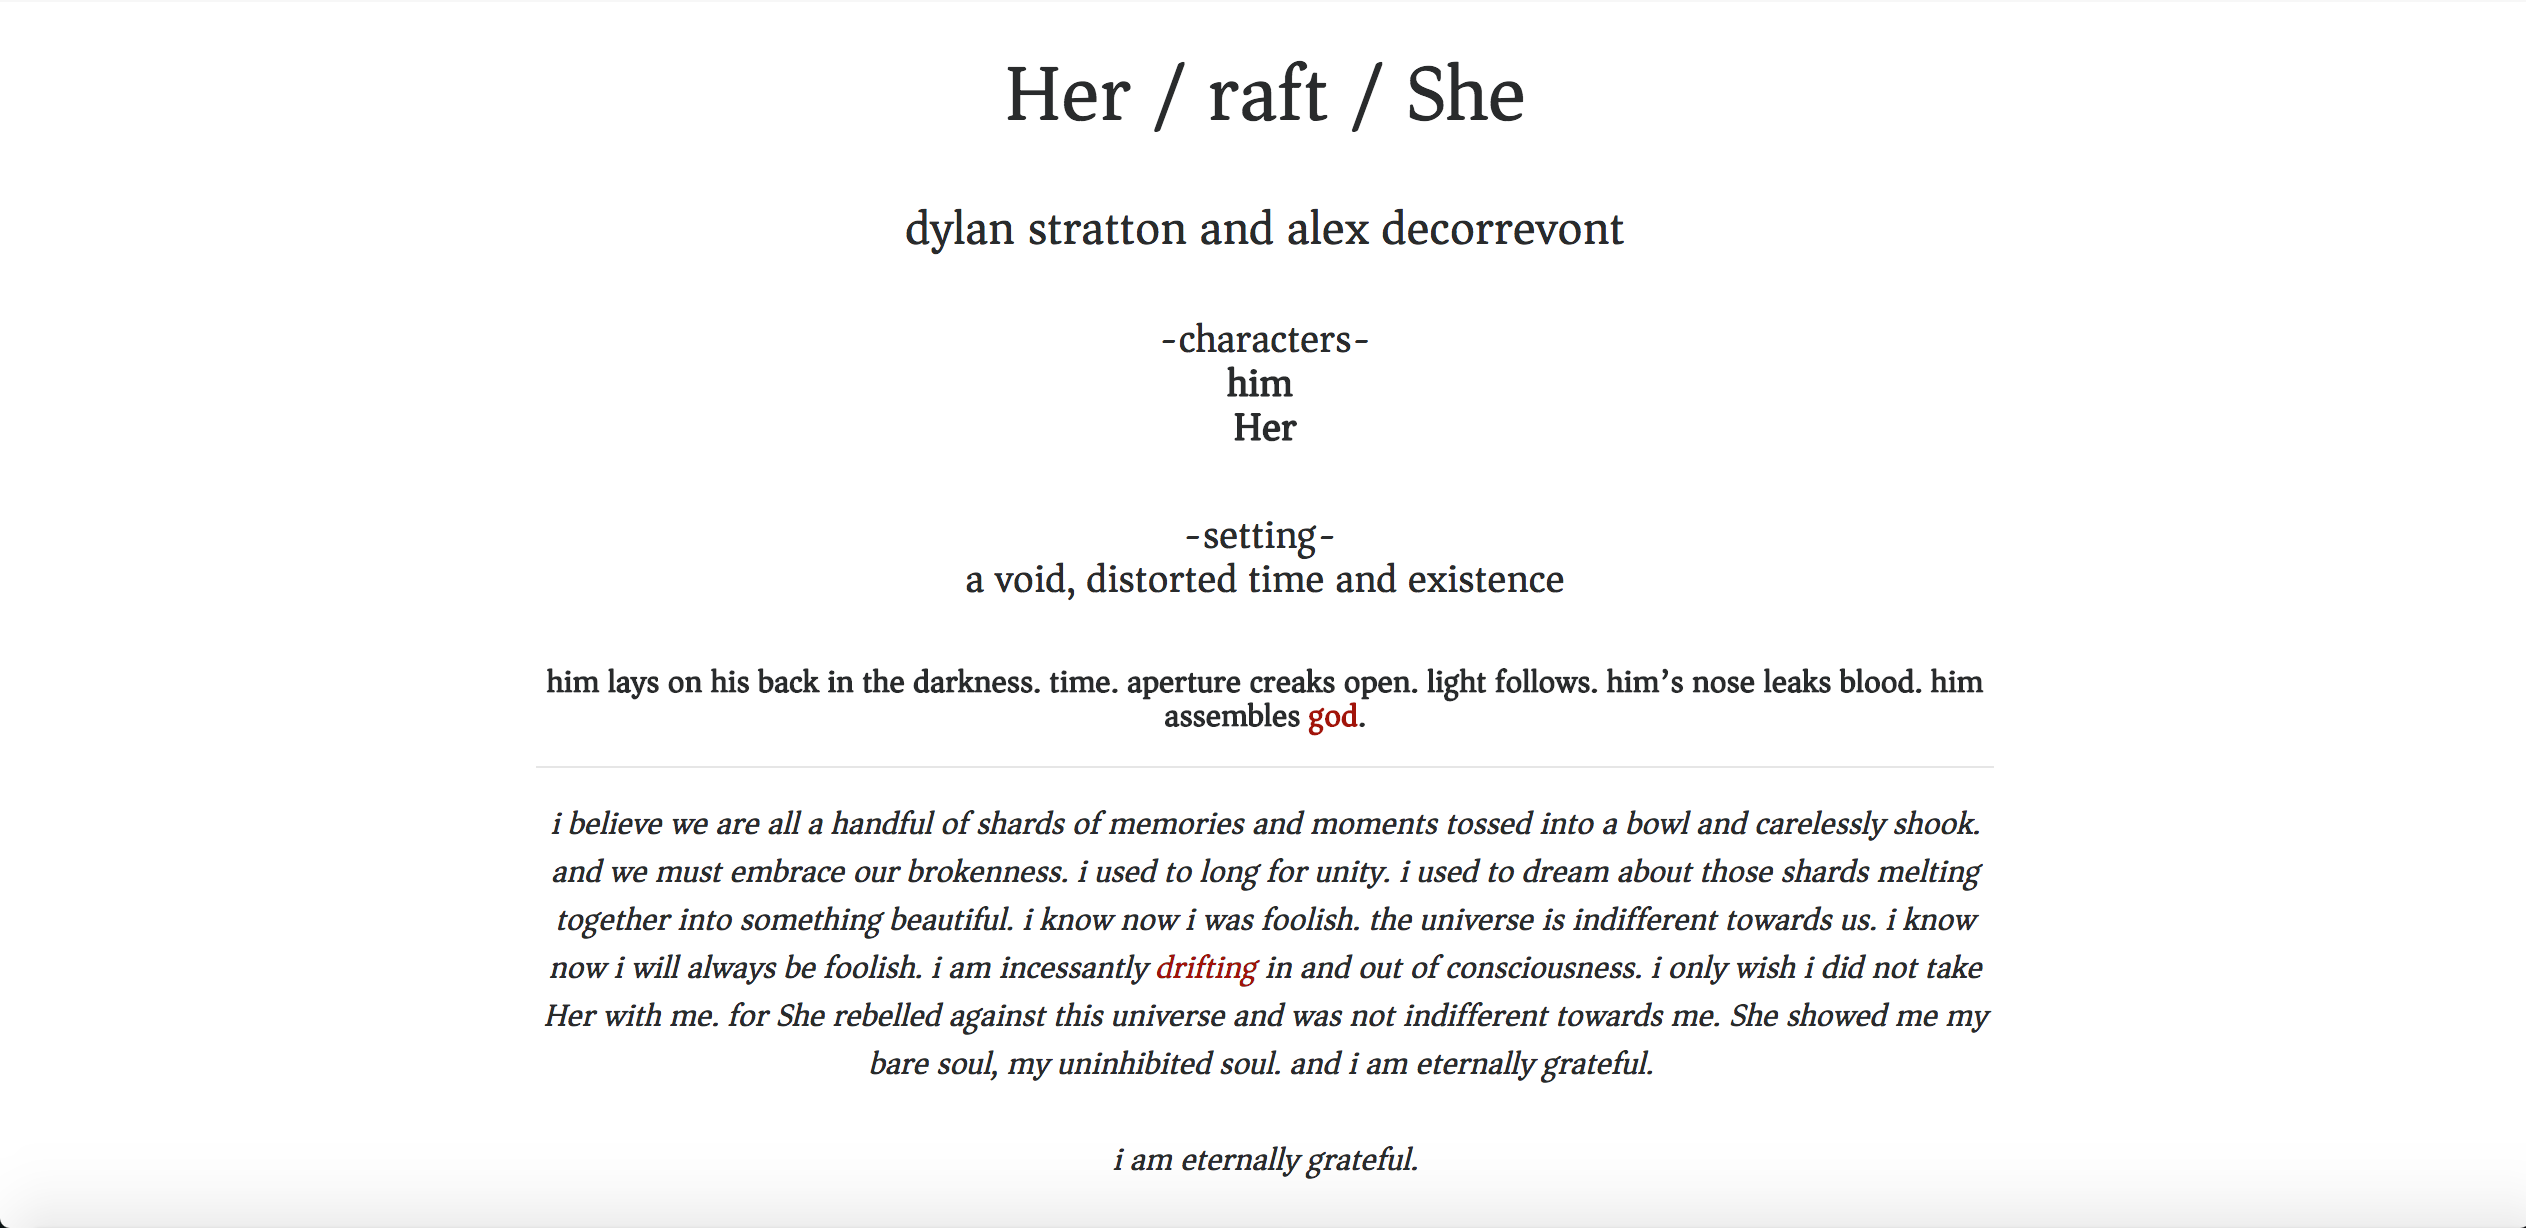 Her / raft / She
dylan stratton and alex decorrevont
-characters-
him
Her
-setting-
a void, distorted time and existence
him lays on his back in the darkness. time. aperture creaks open. light follows. him’s nose leaks blood. him
assembles god.
i believe we are all a handful of shards of memories and moments tossed into a bowl and carelessly shook.
and we must embrace our brokenness. i used to long for unity. i used to dream about those shards melting
together into something beautiful. i know now i was foolish. the universe is indifferent towards us. i know
now i will always be foolish. i am incessantly drifting in and out of consciousness. i only wish i did not take
Her with me. for She rebelled against this universe and was not indifferent towards me. She showed me my
bare soul, my uninhibited soul. and i am eternally grateful.
i am eternally grateful.